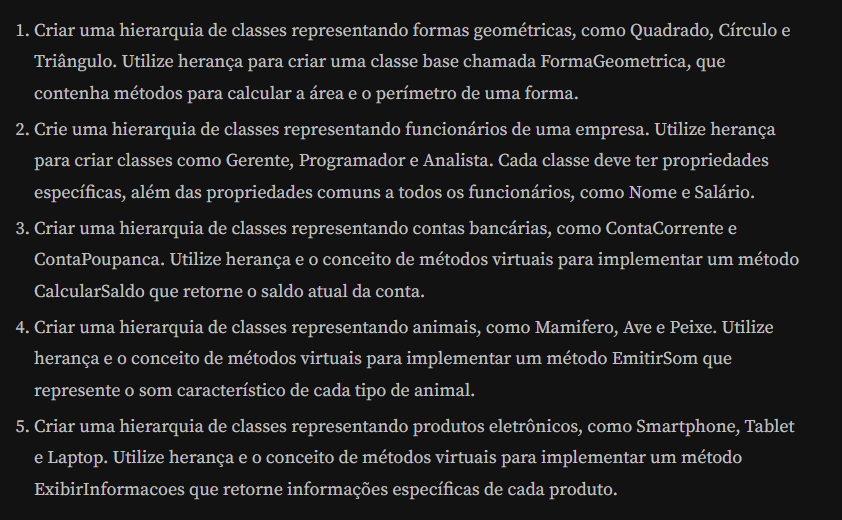 1. Criar uma hierarquia de classes representando formas geométricas, como Quadrado, Círculo e
Triângulo. Utilize herança para criar uma classe base chamada FormaGeometrica, que
contenha métodos para calcular a área e o perímetro de uma forma.
2. Crie uma hierarquia de classes representando funcionários de uma empresa. Utilize herança
para criar classes como Gerente, Programador e Analista. Cada classe deve ter propriedades
específicas, além das propriedades comuns a todos os funcionários, como Nome e Salário.
3. Criar uma hierarquia de classes representando contas bancárias, como ContaCorrente e
ContaPoupanca. Utilize herança e o conceito de métodos virtuais para implementar um método
CalcularSaldo que retorne o saldo atual da conta.
4. Criar uma hierarquia de classes representando animais, como Mamifero, Ave e Peixe. Utilize
herança e o conceito de métodos virtuais para implementar um método EmitirSom que
represente o som característico de cada tipo de animal.
5. Criar uma hierarquia de classes representando produtos eletrônicos, como Smartphone, Tablet
e Laptop. Utilize herança e o conceito de métodos virtuais para implementar um método
ExibirInformacoes que retorne informações específicas de cada produto.